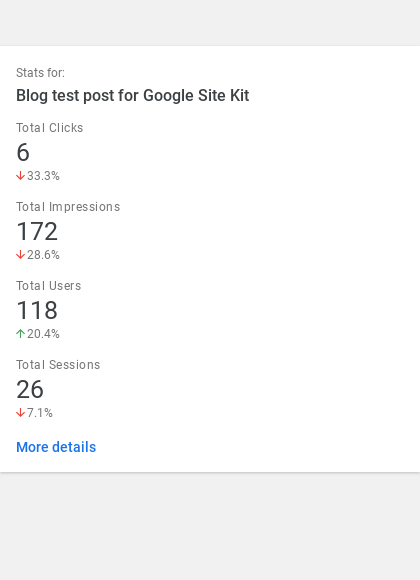 Stats for:
Blog test post for Google Site Kit
Total Clicks
6
↓33.3%
Total Impressions
172
↓28.6%
Total Users
118
↑20.4%
Total Sessions
26
↓7.1%
More details